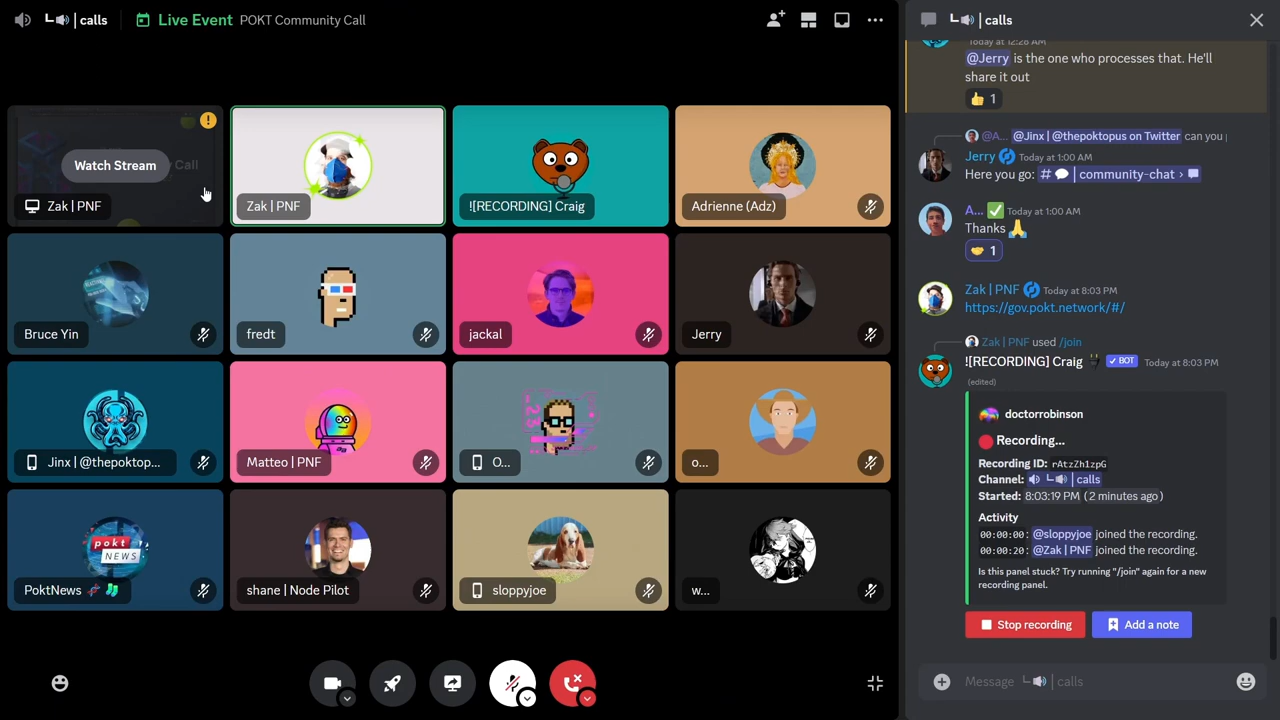 └🔊 | calls
Live Event POKT Community Call
Watch Stream
Call
Zak | PNF
Zak | PNF
![RECORDING] Craig
Adrienne (Adz)
Bruce Yin
fredt
jackal
Jerry
Jinx | @thepoktop...
Matteo | PNF
O...
o...
pokt
NEWS
PoktNews
shane | Node Pilot
sloppyjoe
w...
└🔊 | calls
Today at 12:28 AM
@Jerry is the one who processes that. He'll
share it out
👍 1
@A... @Jinx | @thepoktopus on Twitter can you
Jerry Today at 1:00 AM
Here you go: # 💬 | community-chat ›
A... ✅ Today at 1:00 AM
Thanks 🙏
🤝 1
Zak | PNF Today at 8:03 PM
https://gov.pokt.network/#/
Zak | PNF used /join
![RECORDING] Craig ✓ BOT Today at 8:03 PM
(edited)
doctorrobinson
🔴 Recording...
Recording ID: rAtzZh1zpG
Channel: 🔊 └🔊 | calls
Started: 8:03:19 PM (2 minutes ago)
Activity
00:00:00: @sloppyjoe joined the recording.
00:00:20: @Zak | PNF joined the recording.
Is this panel stuck? Try running "/join" again for a new
recording panel.
Stop recording
Add a note
Message └🔊 | calls